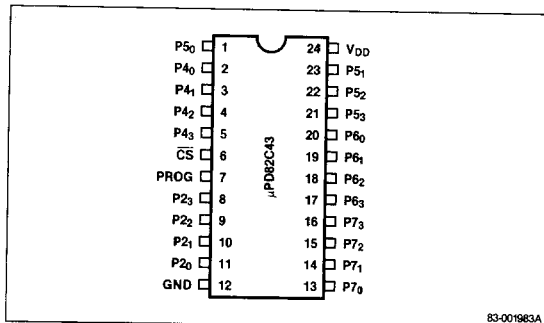 P5₀ 1 24 VDD
P4₀ 2 23 P5₁
P4₁ 3 22 P5₂
P4₂ 4 21 P5₃
P4₃ 5 20 P6₀
C̅S̅ 6 19 P6₁
PROG 7 18 P6₂
P2₃ 8 17 P6₃
P2₂ 9 16 P7₃
P2₁ 10 15 P7₂
P2₀ 11 14 P7₁
GND 12 13 P7₀
μPD82C43
83-001983A